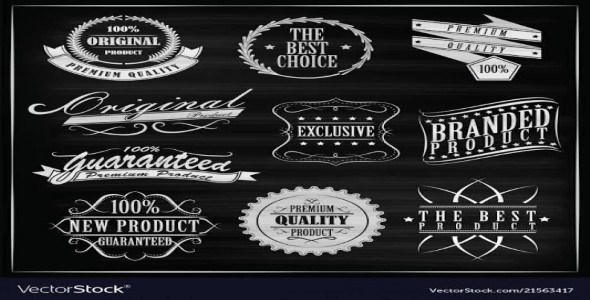 100%
ORIGINAL
PRODUCT
PREMIUM QUALITY
THE
BEST
CHOICE
PREMIUM
QUALITY
100%
Original
Product
EXCLUSIVE
BRANDED
PRODUCT
100%
Guaranteed
Premium Produce
100%
NEW PRODUCT
GUARANTEED
PREMIUM
QUALITY
PRODUCT
THE BEST
PRODUCT
VectorStock®
VectorStock.com/21563417